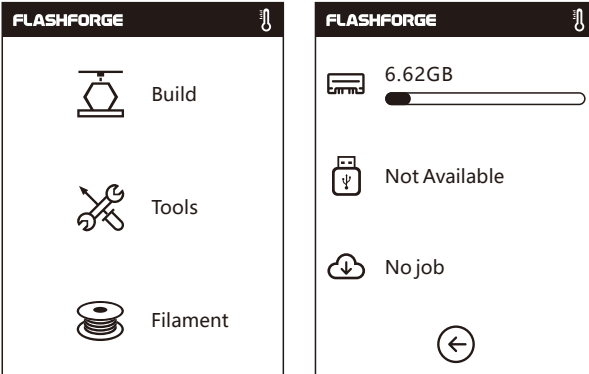 FLASHFORGE
Build
Tools
Filament
FLASHFORGE
6.62GB
Not Available
No job